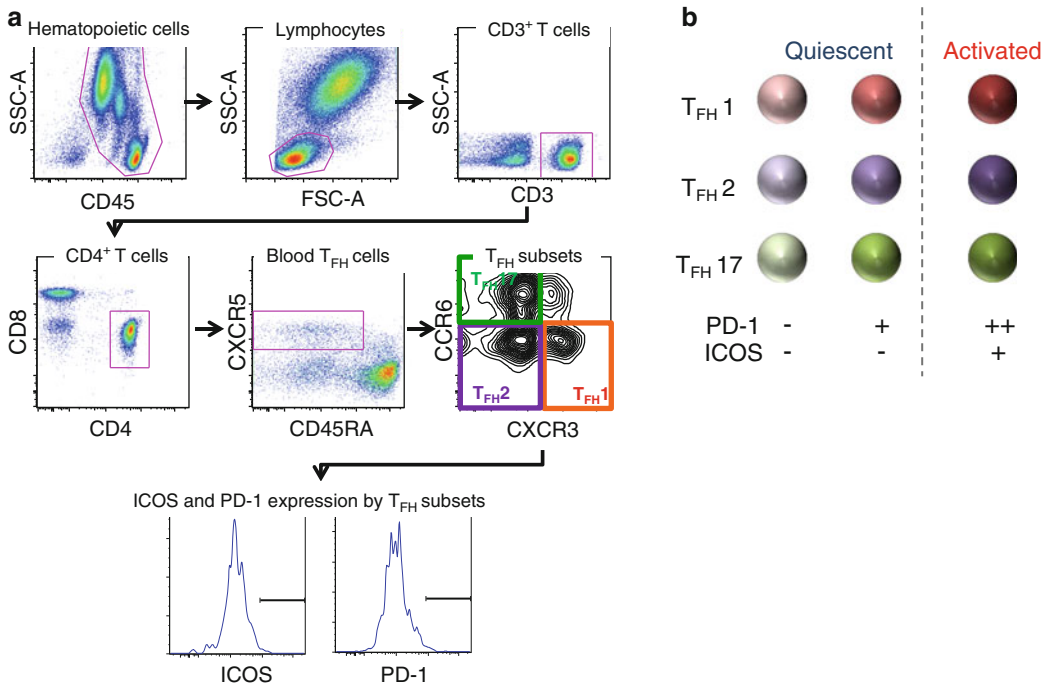 a
Hematopoietic cells
Lymphocytes
CD3⁺ T cells
SSC-A
SSC-A
SSC-A
CD45
FSC-A
CD3
CD4⁺ T cells
Blood T_FH cells
T_FH subsets
CD8
CXCR5
CCR6
T_FH17
T_FH2
T_FH1
CD4
CD45RA
CXCR3
ICOS and PD-1 expression by T_FH subsets
ICOS
PD-1
b
Quiescent Activated
T_FH 1
T_FH 2
T_FH 17
PD-1 - + ++
ICOS - - +